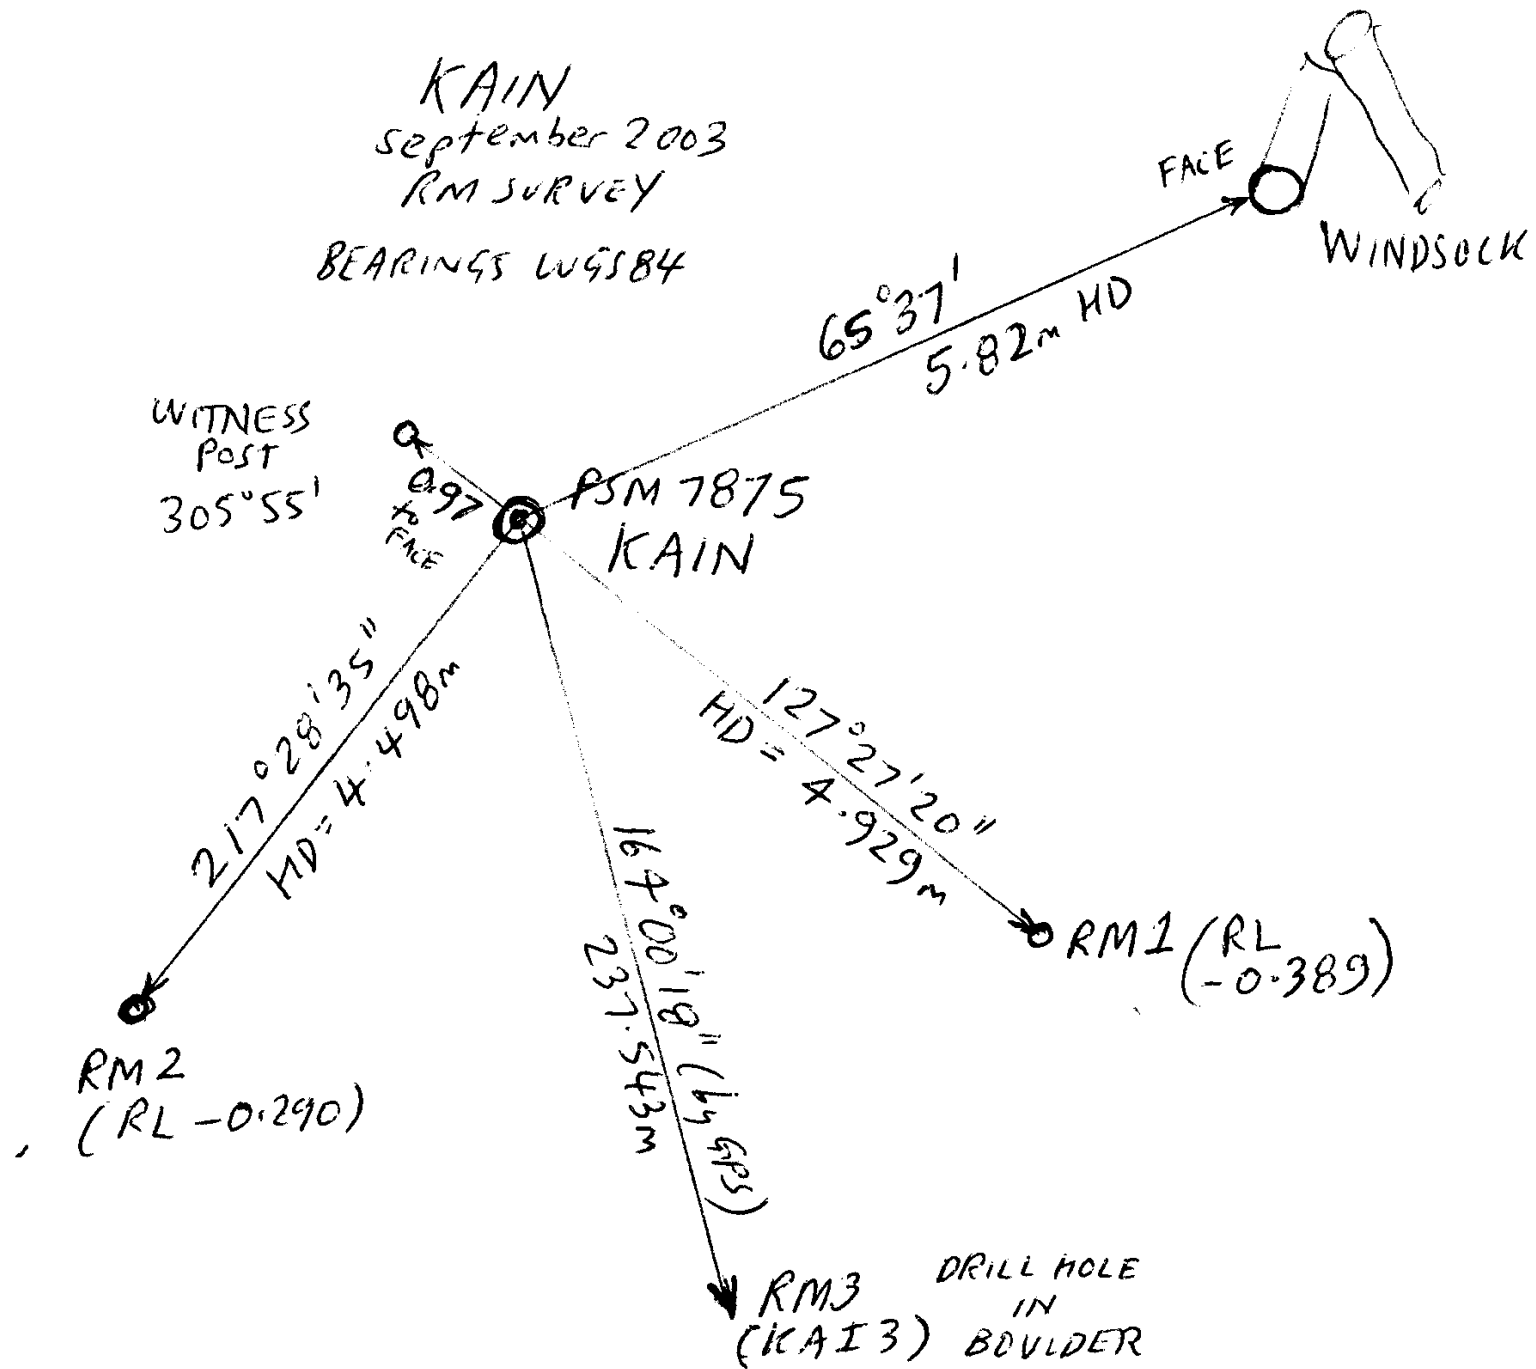 KAIN
september 2003
RM SURVEY
BEARINGS WGS84
FACE
WINDSOCK
65°37'
5.82m HD
WITNESS
POST
305°55'
0.97
to
FACE
PSM 7875
KAIN
217°28'35"
HD = 4.498m
127°27'20"
HD = 4.929m
164°00'18" (by GPS)
237.543m
RM1 (RL
-0.389)
RM2
(RL -0.290)
RM3
(KAI3)
DRILL HOLE
IN
BOULDER